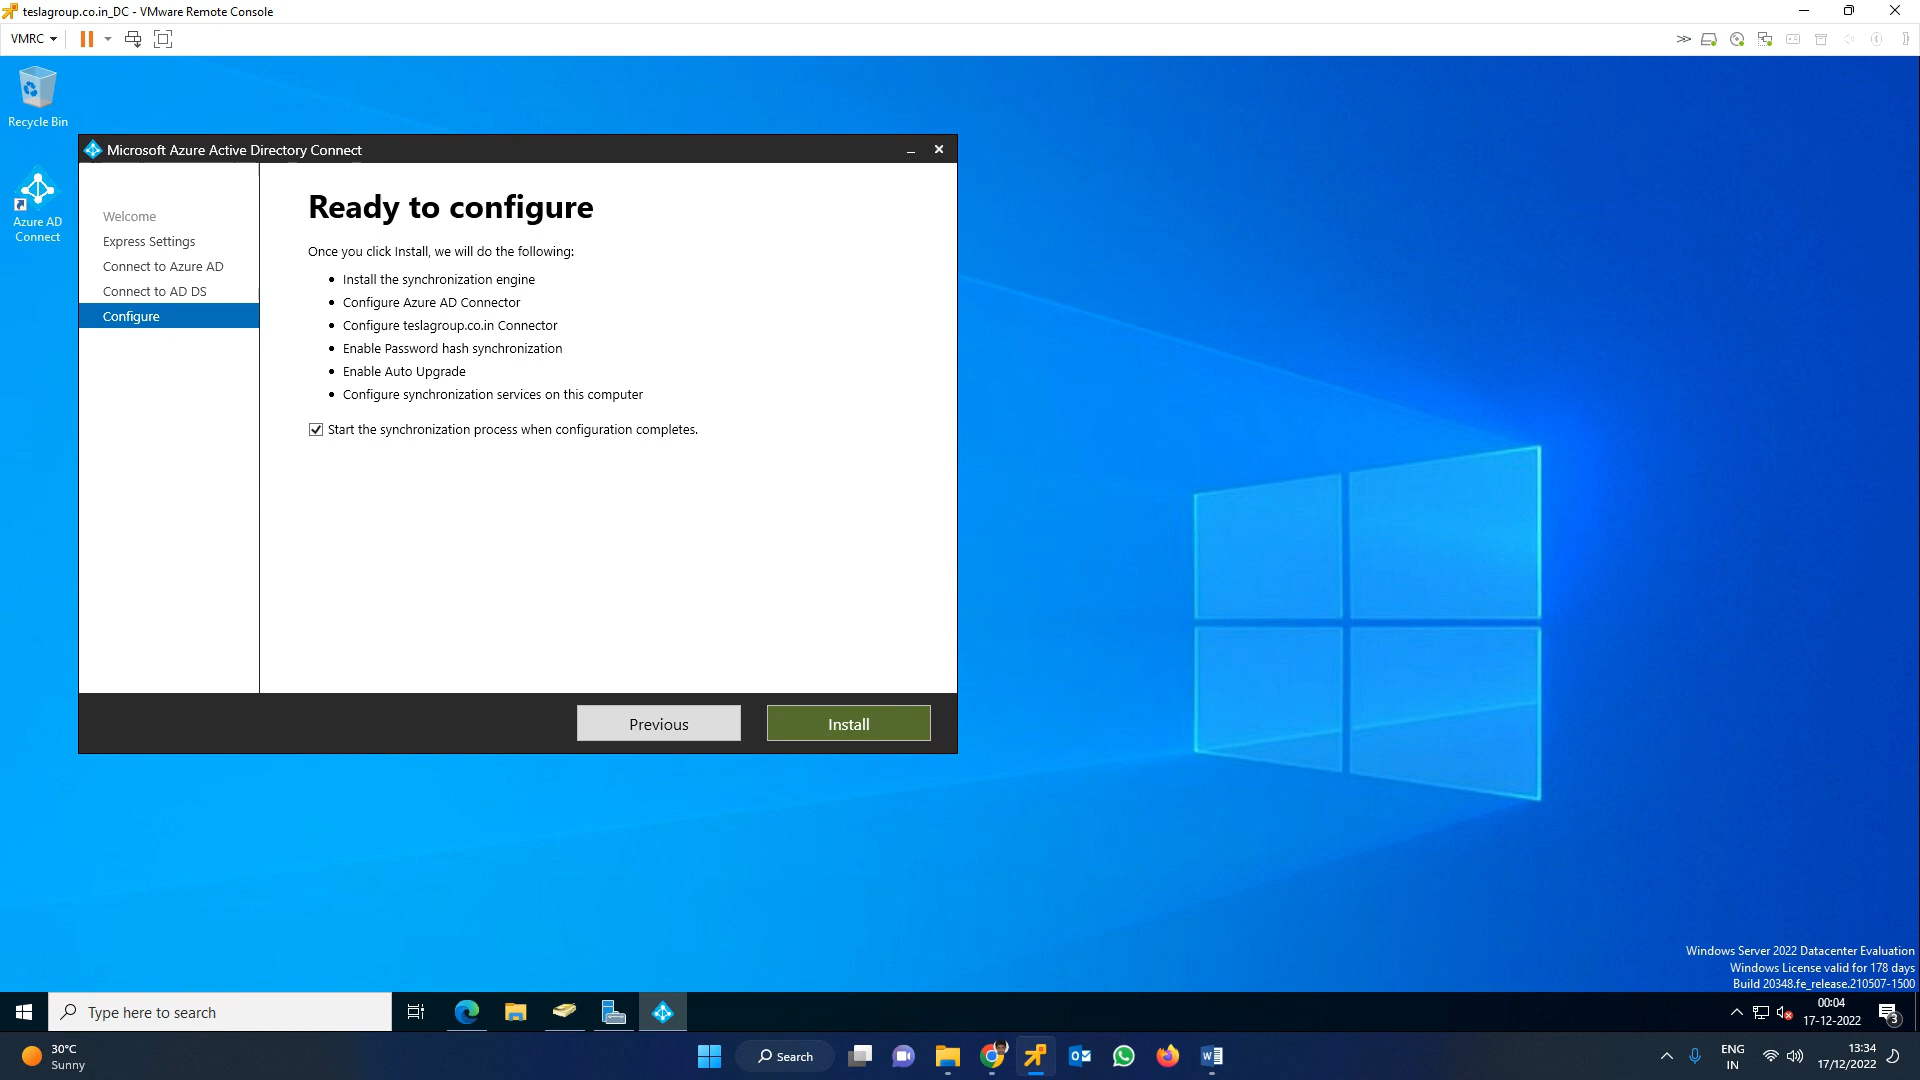 teslagroup.co.in_DC - VMware Remote Console
VMRC
Recycle Bin
Azure AD
Connect
Microsoft Azure Active Directory Connect
Welcome
Express Settings
Connect to Azure AD
Connect to AD DS
Configure
Ready to configure
Once you click Install, we will do the following:
Install the synchronization engine
Configure Azure AD Connector
Configure teslagroup.co.in Connector
Enable Password hash synchronization
Enable Auto Upgrade
Configure synchronization services on this computer
Start the synchronization process when configuration completes.
Previous
Install
Windows Server 2022 Datacenter Evaluation
Windows License valid for 178 days
Build 20348.fe_release.210507-1500
Type here to search
00:04
17-12-2022
3
30°C
Sunny
Search
ENG
IN
13:34
17/12/2022